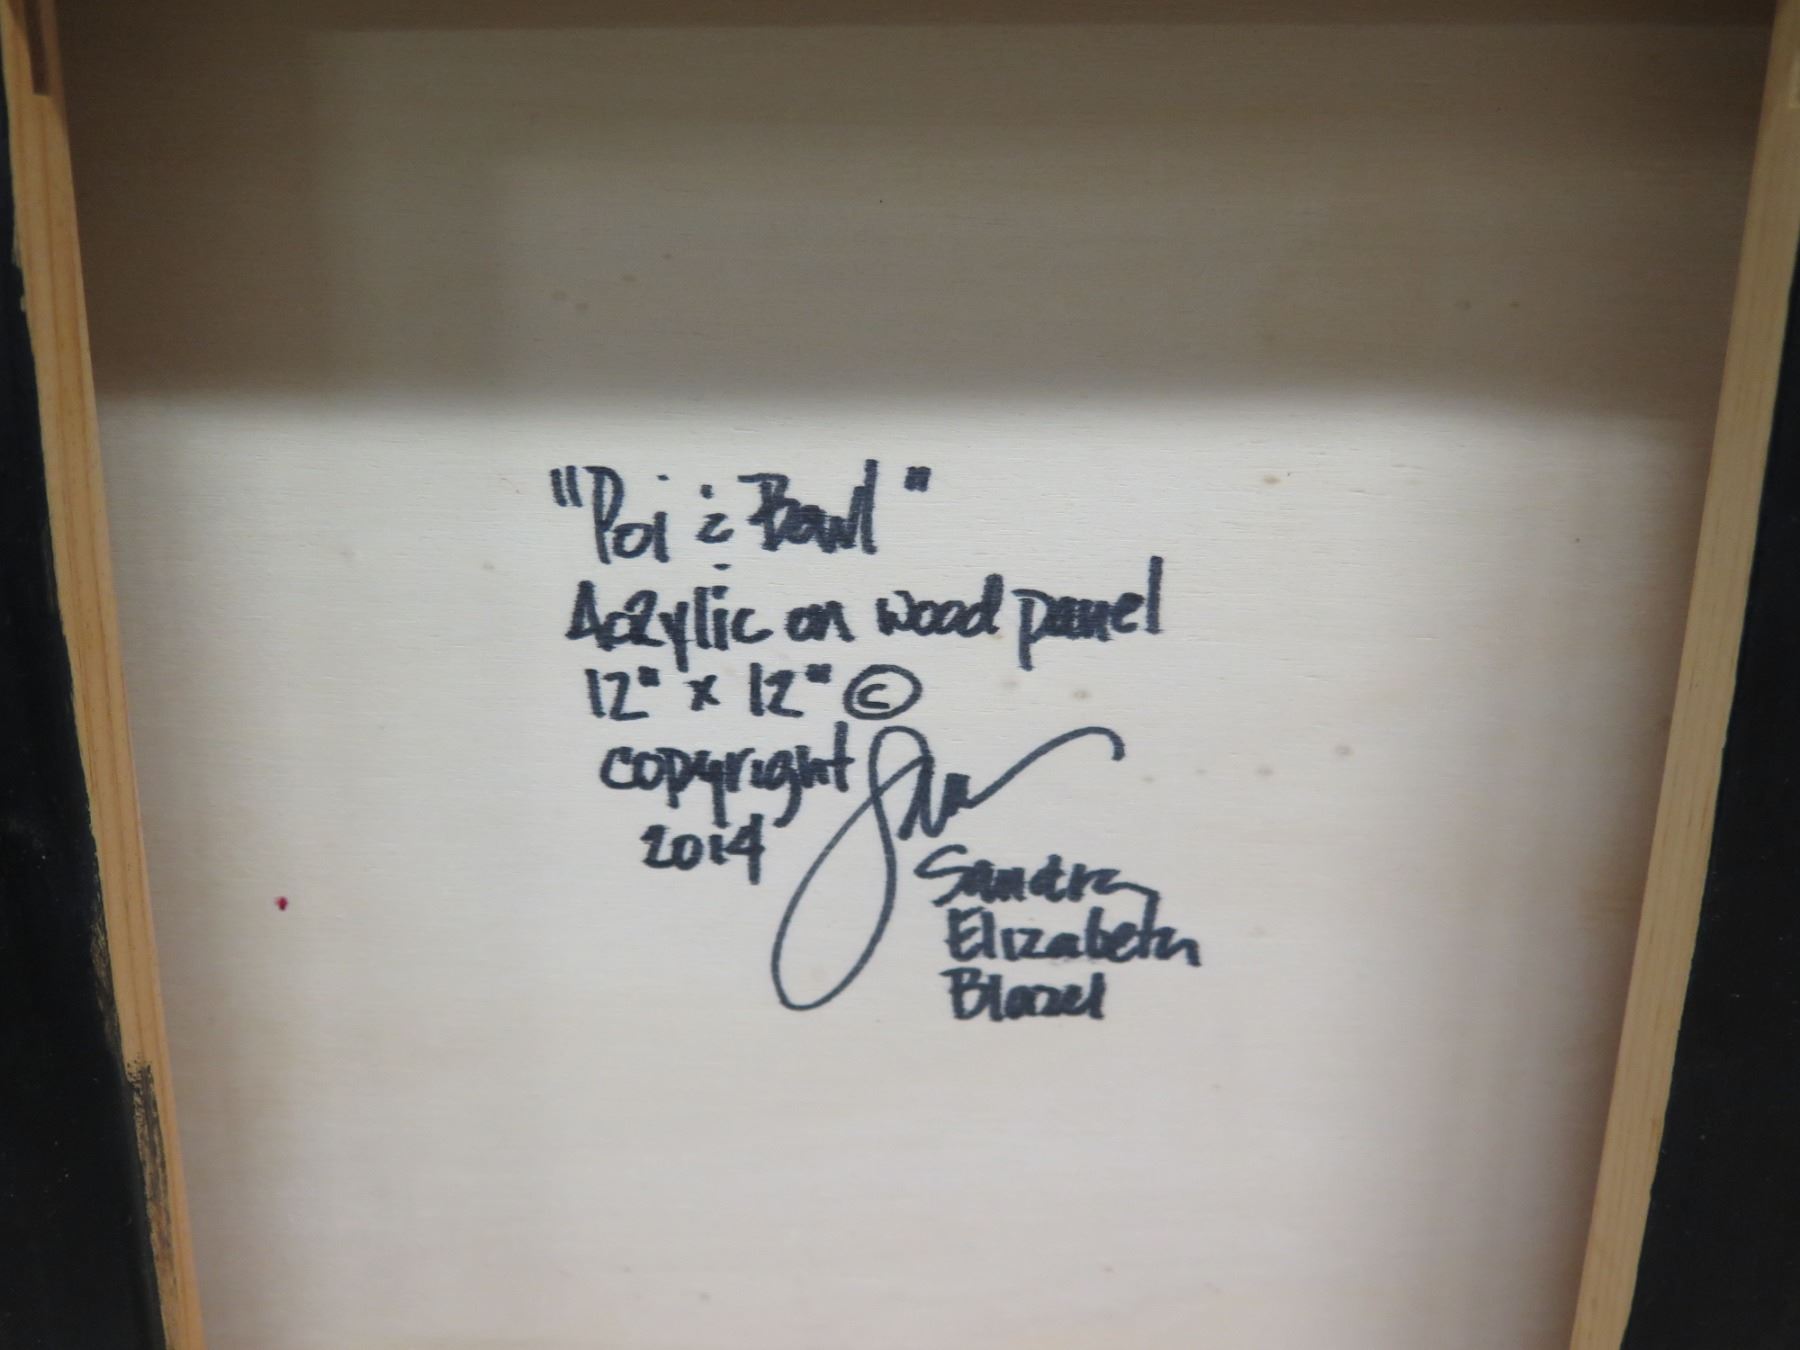 "Poi & Bowl"
Acrylic on wood panel
12" x 12" ©
copyright
2014
Sandra
Elizabeth
Blazel